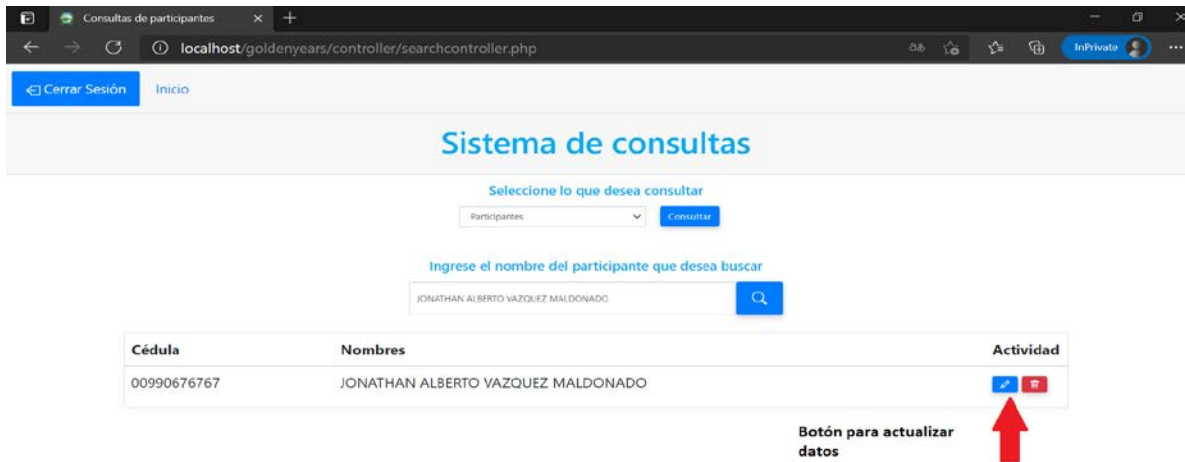 Consultas de participantes
localhost/goldenyears/controller/searchcontroller.php
InPrivate
Cerrar Sesión Inicio
Sistema de consultas
Seleccione lo que desea consultar
Participantes Consultar
Ingrese el nombre del participante que desea buscar
JONATHAN ALBERTO VAZQUEZ MALDONADO
Cédula Nombres Actividad
00990676767 JONATHAN ALBERTO VAZQUEZ MALDONADO
Botón para actualizar
datos